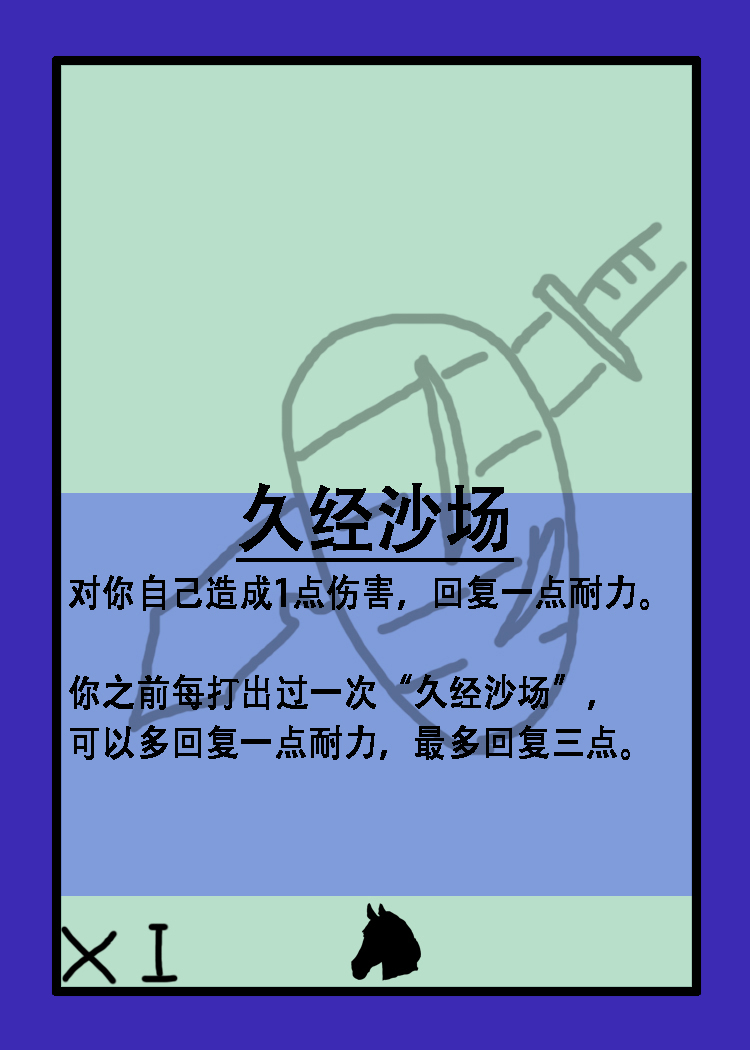 久经沙场
对你自己造成1点伤害，回复一点耐力。
你之前每打出过一次“久经沙场”，
可以多回复一点耐力，最多回复三点。
XI